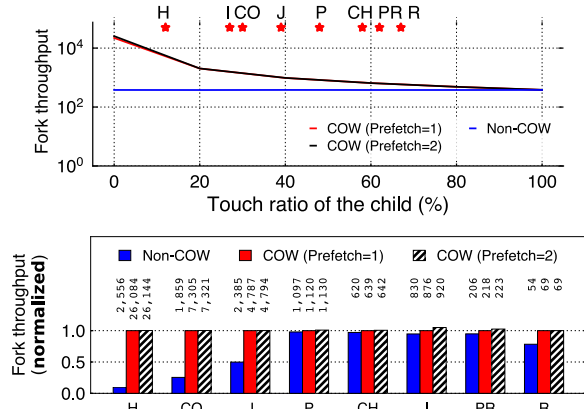 H I CO J P CH PR R
Fork throughput
10^4
10^2
10^0
COW (Prefetch=1)
COW (Prefetch=2)
Non-COW
0 20 40 60 80 100
Touch ratio of the child (%)
Non-COW COW (Prefetch=1) COW (Prefetch=2)
Fork throughput
(normalized)
1.0
0.5
0.0
2,556
26,084
26,144
1,859
7,305
7,321
2,385
4,787
4,794
1,097
1,120
1,130
620
639
642
830
876
920
206
218
223
54
69
69
H CO P CH PR R